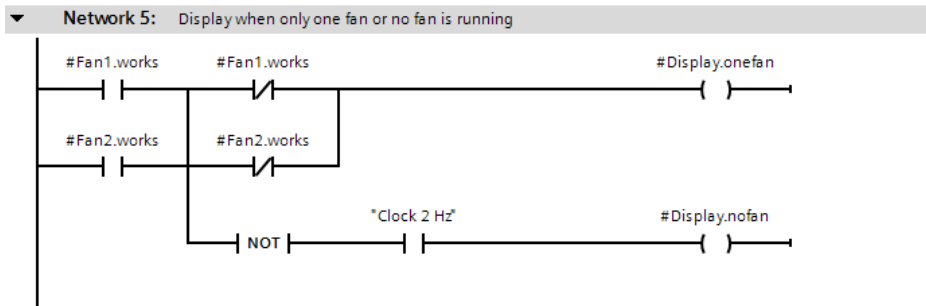 Network 5: Display when only one fan or no fan is running
#Fan1.works #Fan1.works #Display.onefan
#Fan2.works #Fan2.works
"Clock 2 Hz" #Display.nofan
NOT